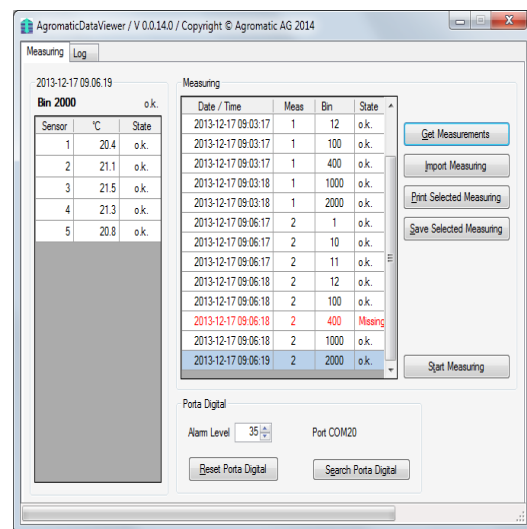 AgromaticDataViewer / V 0.0.14.0 / Copyright © Agromatic AG 2014
Measuring Log
2013-12-17 09.06.19
Bin 2000 o.k.
Sensor °C State
1 20.4 o.k.
2 21.1 o.k.
3 21.5 o.k.
4 21.3 o.k.
5 20.8 o.k.
Measuring
Date / Time Meas Bin State
2013-12-17 09:03:17 1 12 o.k.
2013-12-17 09:03:17 1 100 o.k.
2013-12-17 09:03:17 1 400 o.k.
2013-12-17 09:03:18 1 1000 o.k.
2013-12-17 09:03:18 1 2000 o.k.
2013-12-17 09:06:17 2 1 o.k.
2013-12-17 09:06:17 2 10 o.k.
2013-12-17 09:06:17 2 11 o.k.
2013-12-17 09:06:18 2 12 o.k.
2013-12-17 09:06:18 2 100 o.k.
2013-12-17 09:06:18 2 400 Missing
2013-12-17 09:06:18 2 1000 o.k.
2013-12-17 09:06:19 2 2000 o.k.
Get Measurements
Import Measuring
Print Selected Measuring
Save Selected Measuring
Start Measuring
Porta Digital
Alarm Level 35 Port COM20
Reset Porta Digital Search Porta Digital